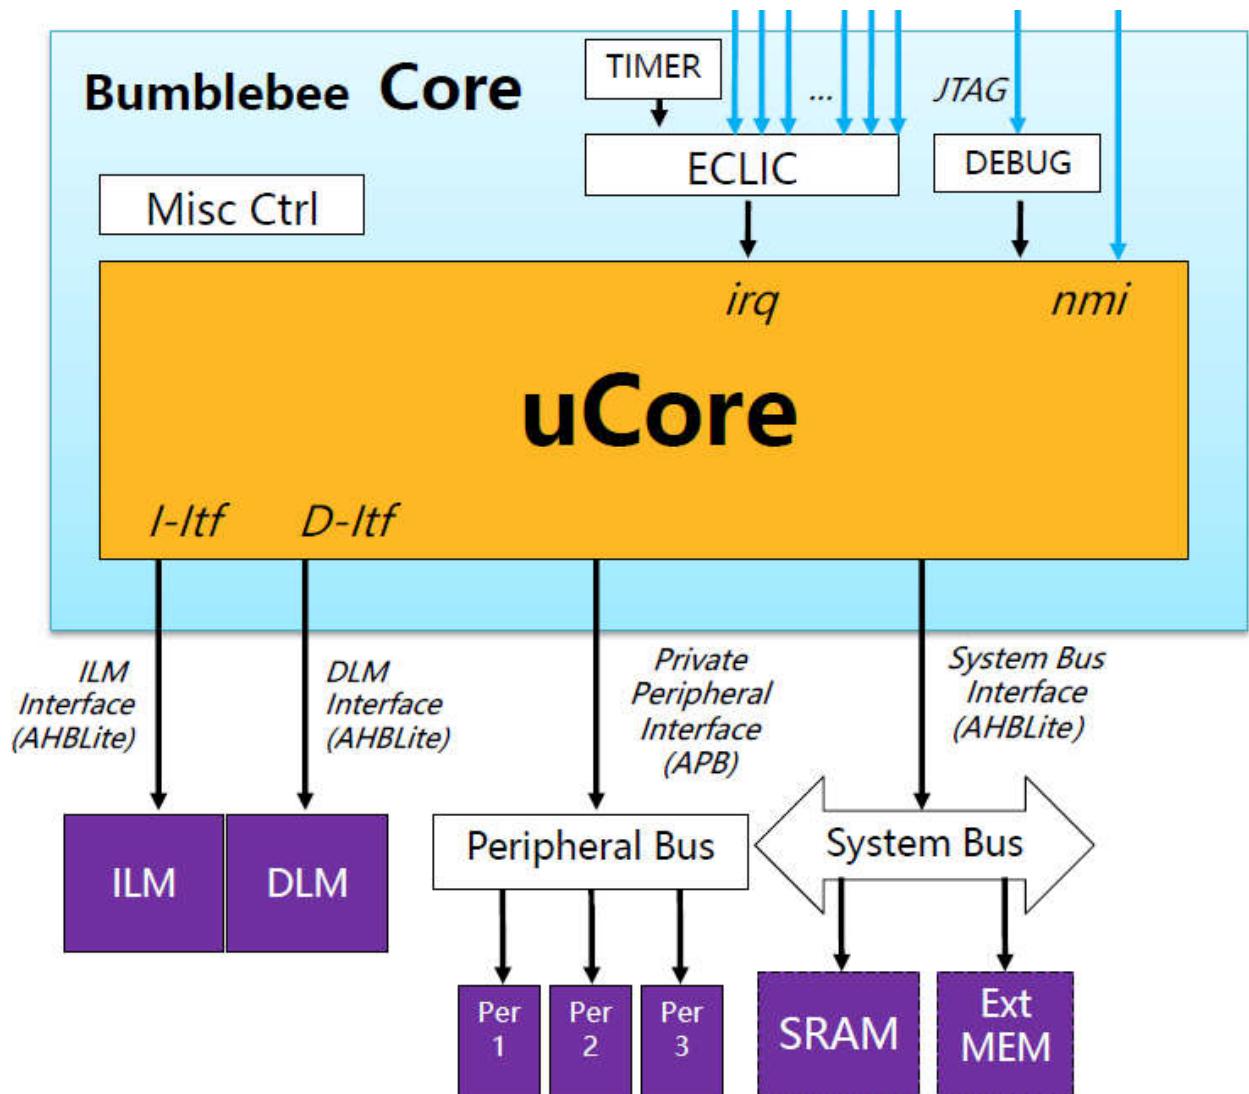 Bumblebee Core
TIMER
...
JTAG
ECLIC
DEBUG
Misc Ctrl
irq
nmi
uCore
I-Itf
D-Itf
ILM
Interface
(AHBLite)
DLM
Interface
(AHBLite)
Private
Peripheral
Interface
(APB)
System Bus
Interface
(AHBLite)
ILM
DLM
Peripheral Bus
System Bus
Per
1
Per
2
Per
3
SRAM
Ext
MEM